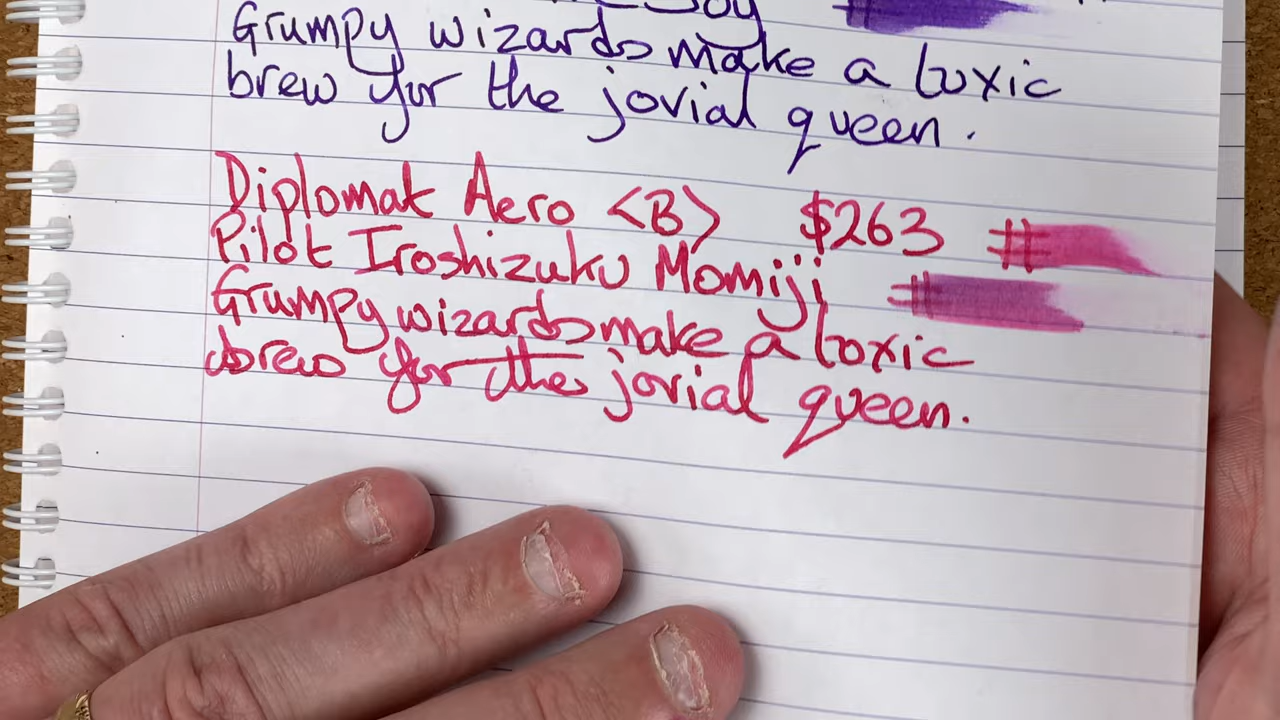 Grumpy wizards make a toxic
brew for the jovial queen.
Diplomat Aero <B> $263
Pilot Iroshizuku Momiji
Grumpy wizards make a toxic
brew for the jovial queen.